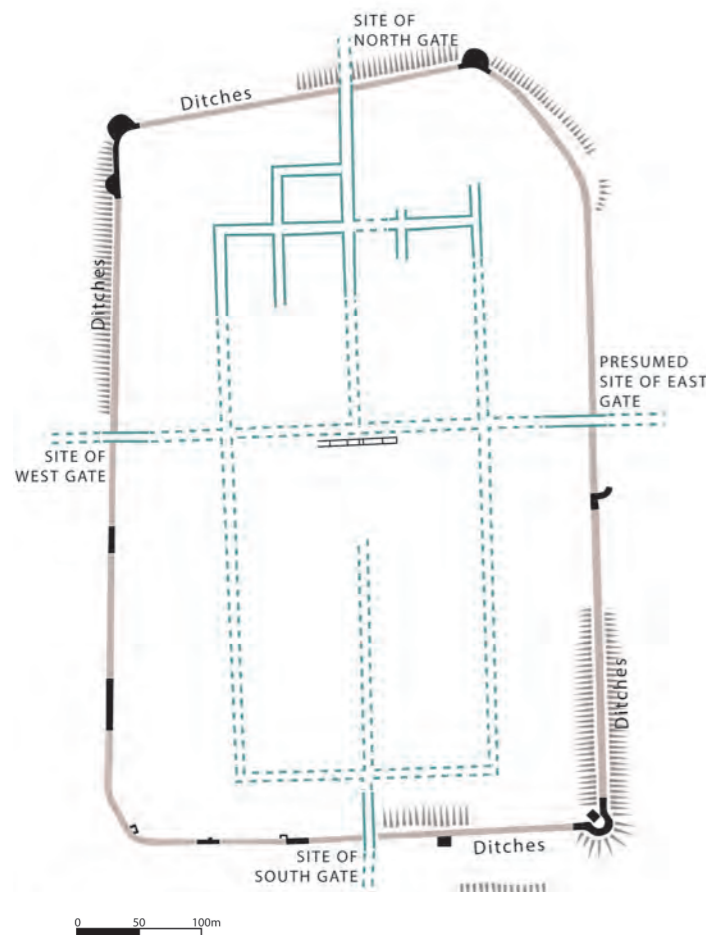 SITE OF
NORTH GATE
Ditches
Ditches
PRESUMED
SITE OF EAST
GATE
SITE OF
WEST GATE
Ditches
Ditches
SITE OF
SOUTH GATE
0 50 100m